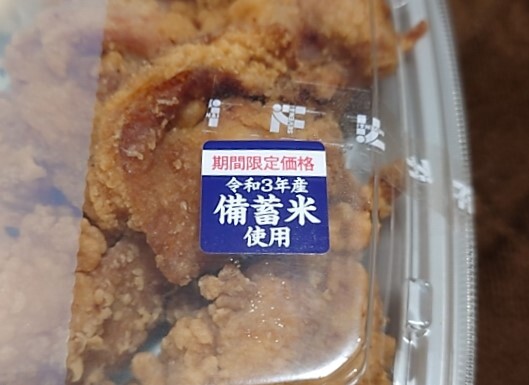 期間限定価格
令和3年産
備蓄米
使用